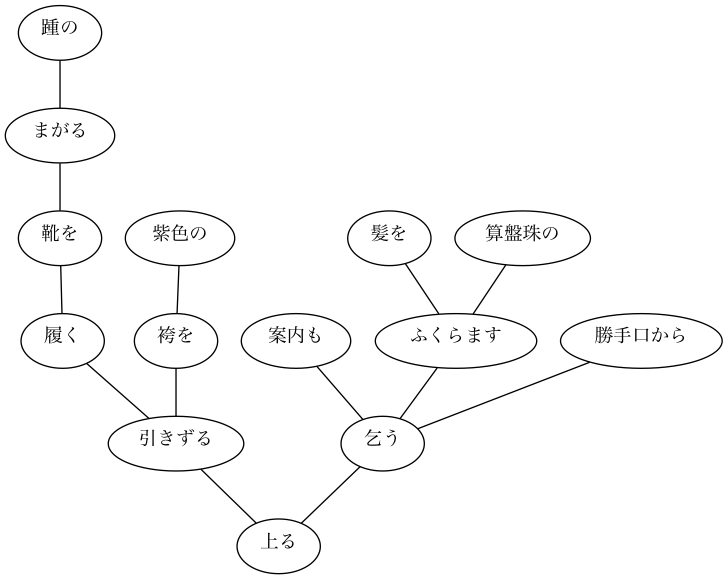 踵の
まがる
靴を
紫色の
髪を
算盤珠の
履く
袴を
案内も
ふくらます
勝手口から
引きずる
乞う
上る